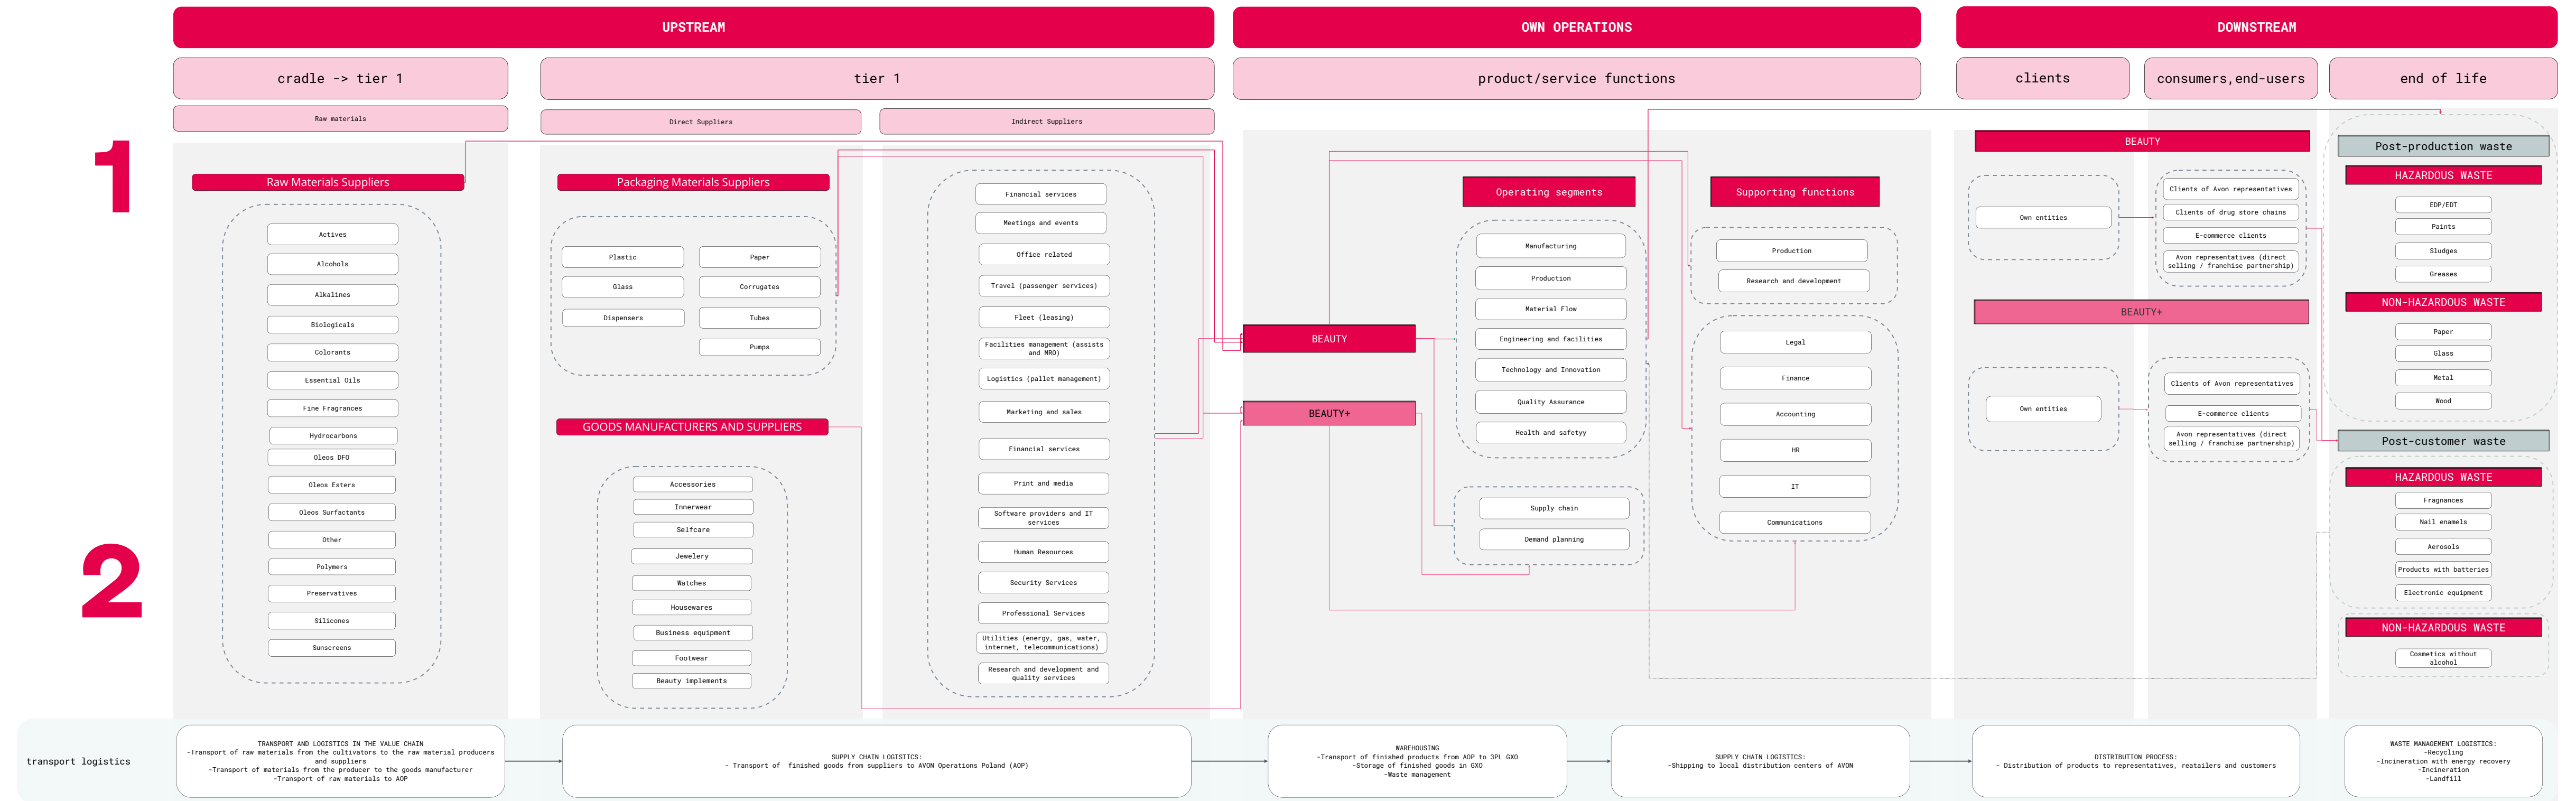 UPSTREAM
OWN OPERATIONS
DOWNSTREAM
cradle -> tier 1
tier 1
product/service functions
clients
consumers,end-users
end of life
Raw materials
Direct Suppliers
Indirect Suppliers
1
2
Raw Materials Suppliers
Actives
Alcohols
Alkalines
Biologicals
Colorants
Essential Oils
Fine Fragrances
Hydrocarbons
Oleos DFO
Oleos Esters
Oleos Surfactants
Other
Polymers
Preservatives
Silicones
Sunscreens
Packaging Materials Suppliers
Plastic
Paper
Glass
Corrugates
Dispensers
Tubes
Pumps
GOODS MANUFACTURERS AND SUPPLIERS
Accessories
Innerwear
Selfcare
Jewelery
Watches
Housewares
Business equipment
Footwear
Beauty implements
Financial services
Meetings and events
Office related
Travel (passenger services)
Fleet (leasing)
Facilities management (assists
and MRO)
Logistics (pallet management)
Marketing and sales
Financial services
Print and media
Software providers and IT
services
Human Resources
Security Services
Professional Services
Utilities (energy, gas, water,
internet, telecommunications)
Research and development and
quality services
BEAUTY
BEAUTY+
Operating segments
Manufacturing
Production
Material Flow
Engineering and facilities
Technology and Innovation
Quality Assurance
Health and safetyy
Supply chain
Demand planning
Supporting functions
Production
Research and development
Legal
Finance
Accounting
HR
IT
Communications
BEAUTY
Own entities
Clients of Avon representatives
Clients of drug store chains
E-commerce clients
Avon representatives (direct
selling / franchise partnership)
BEAUTY+
Own entities
Clients of Avon representatives
E-commerce clients
Avon representatives (direct
selling / franchise partnership)
Post-production waste
HAZARDOUS WASTE
EDP/EDT
Paints
Sludges
Greases
NON-HAZARDOUS WASTE
Paper
Glass
Metal
Wood
Post-customer waste
HAZARDOUS WASTE
Fragnances
Nail enamels
Aerosols
Products with batteries
Electronic equipment
NON-HAZARDOUS WASTE
Cosmetics without
alcohol
transport logistics
TRANSPORT AND LOGISTICS IN THE VALUE CHAIN
-Transport of raw materials from the cultivators to the raw material producers
and suppliers
-Transport of materials from the producer to the goods manufacturer
-Transport of raw materials to AOP
SUPPLY CHAIN LOGISTICS:
- Transport of finished goods from suppliers to AVON Operations Poland (AOP)
WAREHOUSING
-Transport of finished products from AOP to 3PL GXO
-Storage of finished goods in GXO
-Waste management
SUPPLY CHAIN LOGISTICS:
-Shipping to local distribution centers of AVON
DISTRIBUTION PROCESS:
- Distribution of products to representatives, reatailers and customers
WASTE MANAGEMENT LOGISTICS:
-Recycling
-Incineration with energy recovery
-Incineration
-Landfill